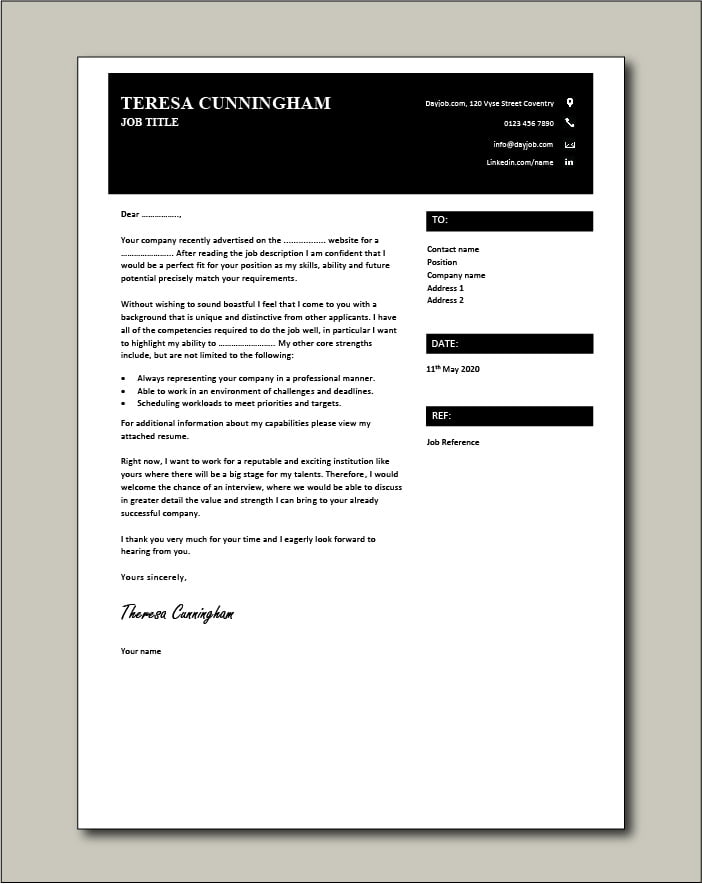 TERESA CUNNINGHAM
JOB TITLE
Dayjob.com, 120 Vyse Street Coventry
0123 456 7890
info@dayjob.com
Linkedin.com/name
in
Dear ................,
Your company recently advertised on the ................. website for a
....................... After reading the job description I am confident that I
would be a perfect fit for your position as my skills, ability and future
potential precisely match your requirements.
Without wishing to sound boastful I feel that I come to you with a
background that is unique and distinctive from other applicants. I have
all of the competencies required to do the job well, in particular I want
to highlight my ability to ........................ My other core strengths
include, but are not limited to the following:
• Always representing your company in a professional manner.
• Able to work in an environment of challenges and deadlines.
• Scheduling workloads to meet priorities and targets.
For additional information about my capabilities please view my
attached resume.
Right now, I want to work for a reputable and exciting institution like
yours where there will be a big stage for my talents. Therefore, I would
welcome the chance of an interview, where we would be able to discuss
in greater detail the value and strength I can bring to your already
successful company.
I thank you very much for your time and I eagerly look forward to
hearing from you.
Yours sincerely,
Theresa Cunningham
Your name
TO:
Contact name
Position
Company name
Address 1
Address 2
DATE:
11th May 2020
REF:
Job Reference